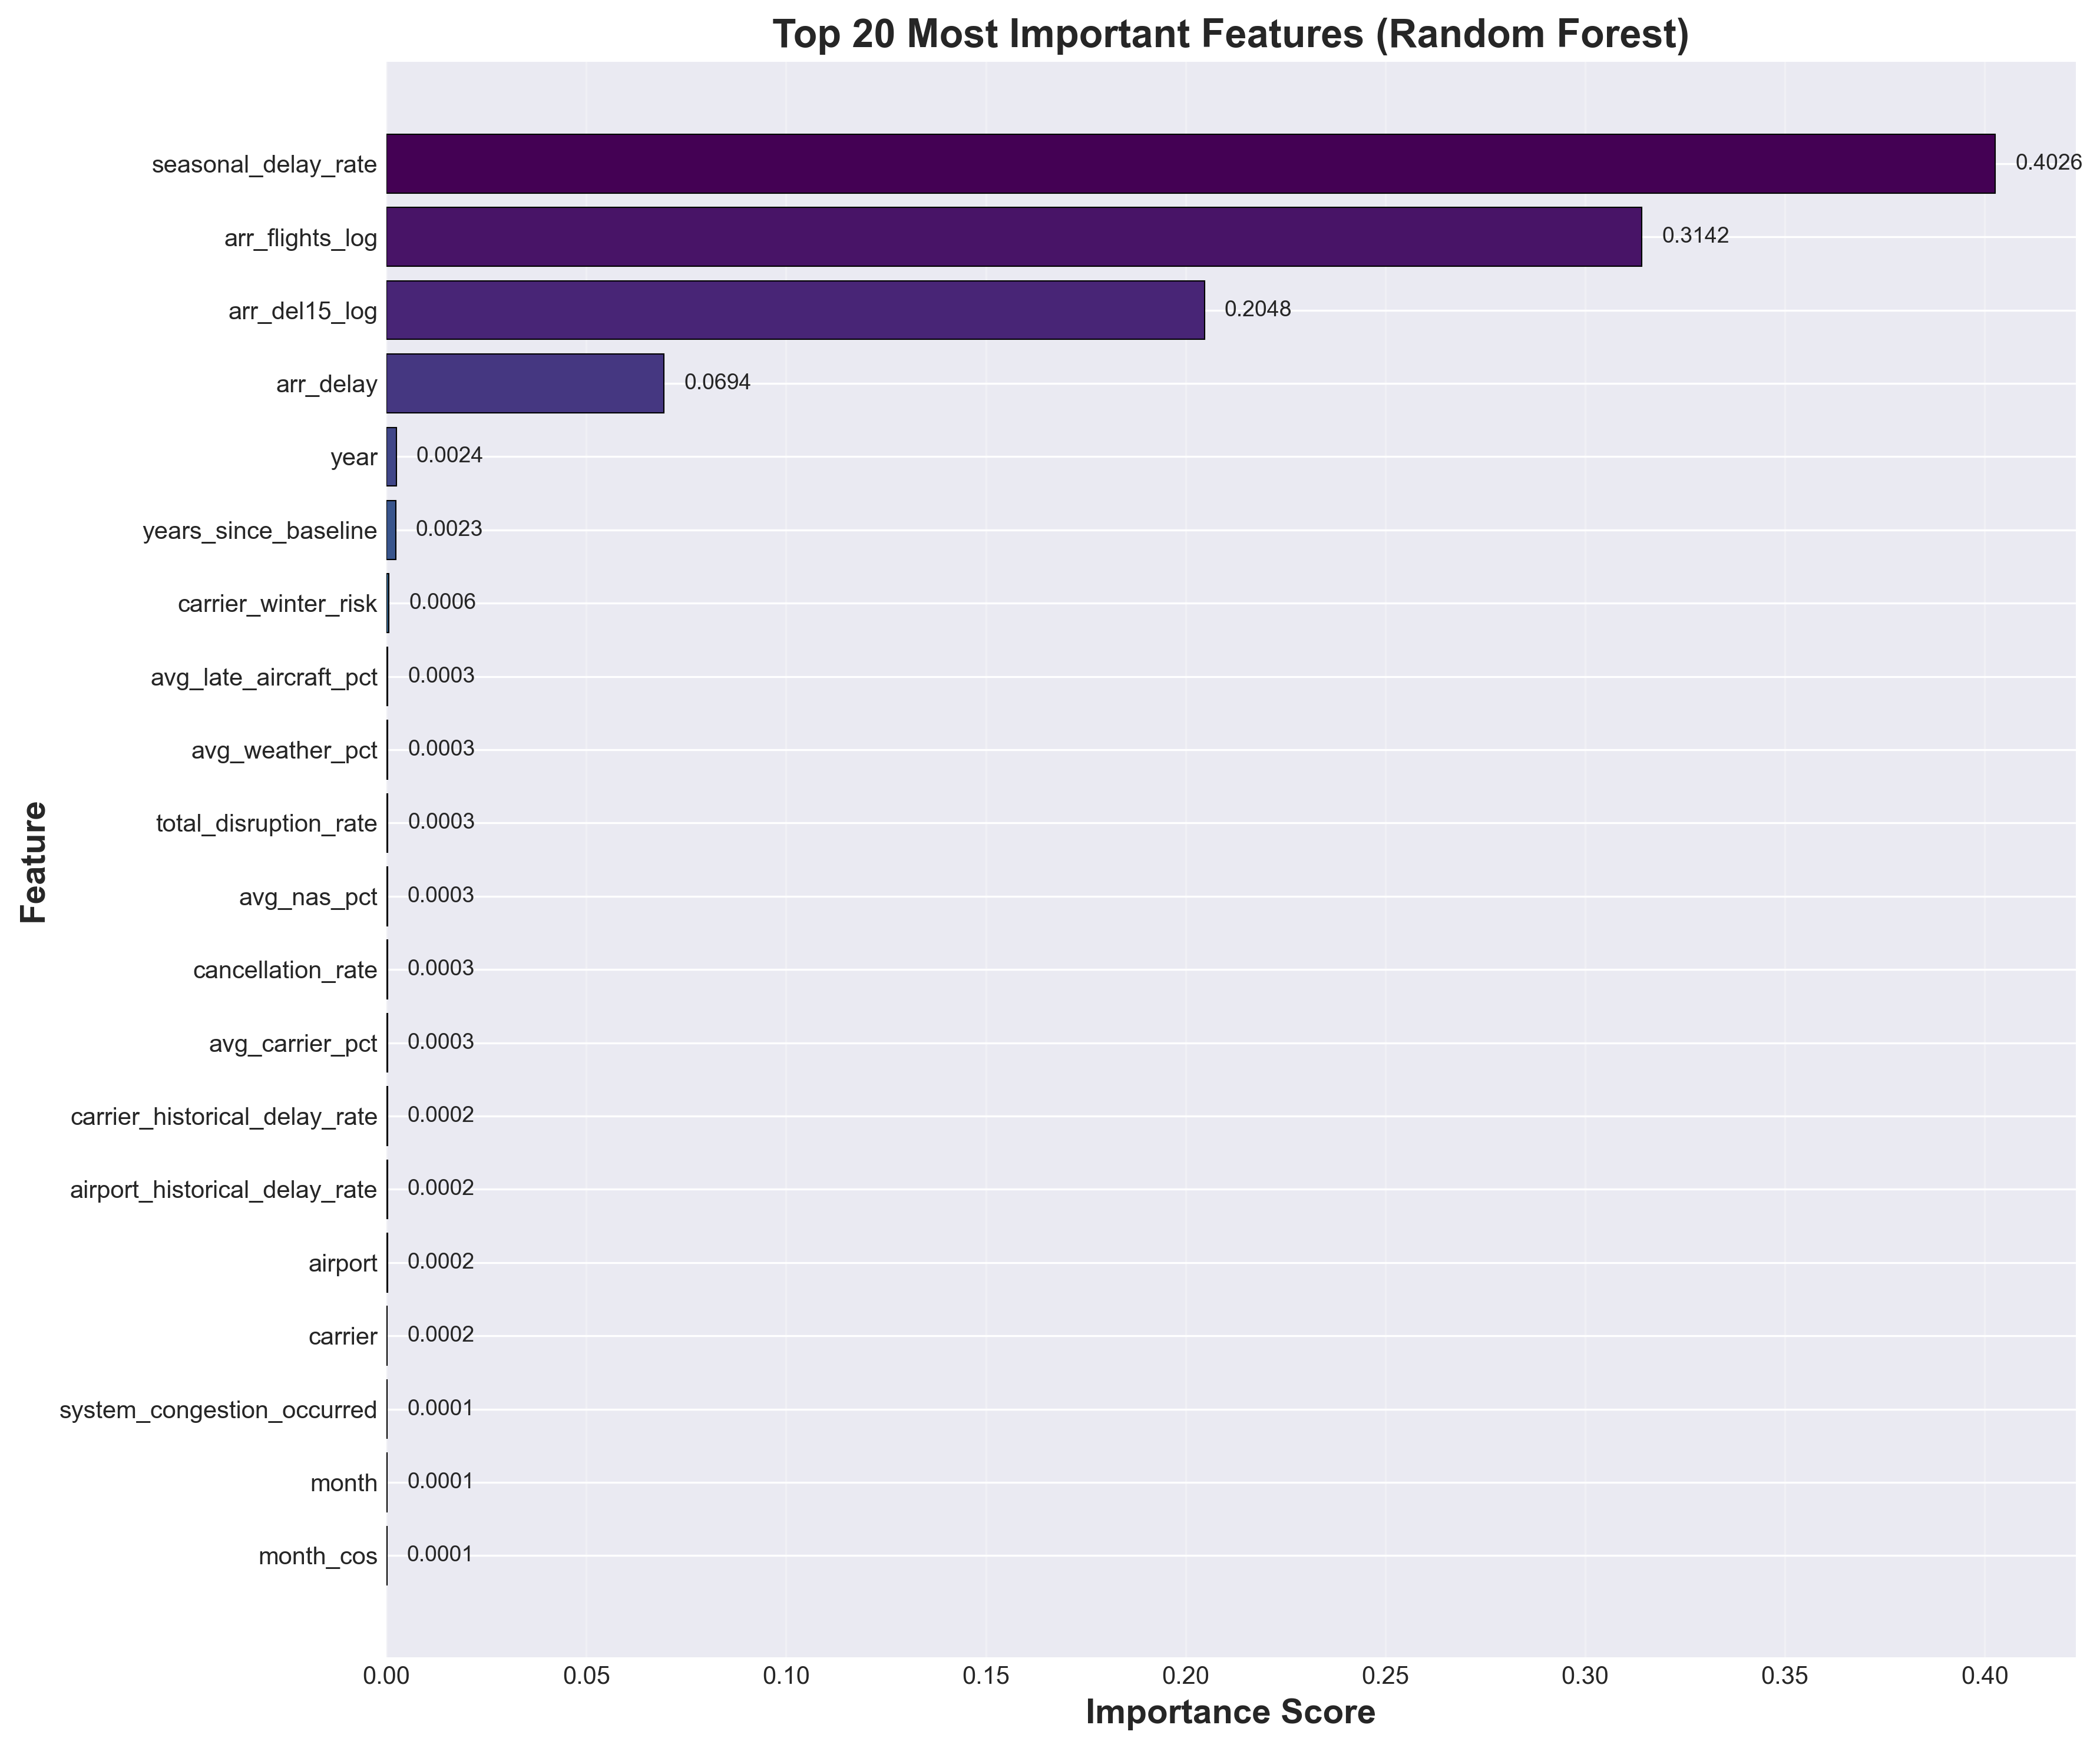 Top 20 Most Important Features (Random Forest)
seasonal_delay_rate 0.4026
arr_flights_log 0.3142
arr_del15_log 0.2048
arr_delay 0.0694
year 0.0024
years_since_baseline 0.0023
carrier_winter_risk 0.0006
avg_late_aircraft_pct 0.0003
avg_weather_pct 0.0003
total_disruption_rate 0.0003
avg_nas_pct 0.0003
cancellation_rate 0.0003
avg_carrier_pct 0.0003
carrier_historical_delay_rate 0.0002
airport_historical_delay_rate 0.0002
airport 0.0002
carrier 0.0002
system_congestion_occurred 0.0001
month 0.0001
month_cos 0.0001
Feature
0.00 0.05 0.10 0.15 0.20 0.25 0.30 0.35 0.40
Importance Score